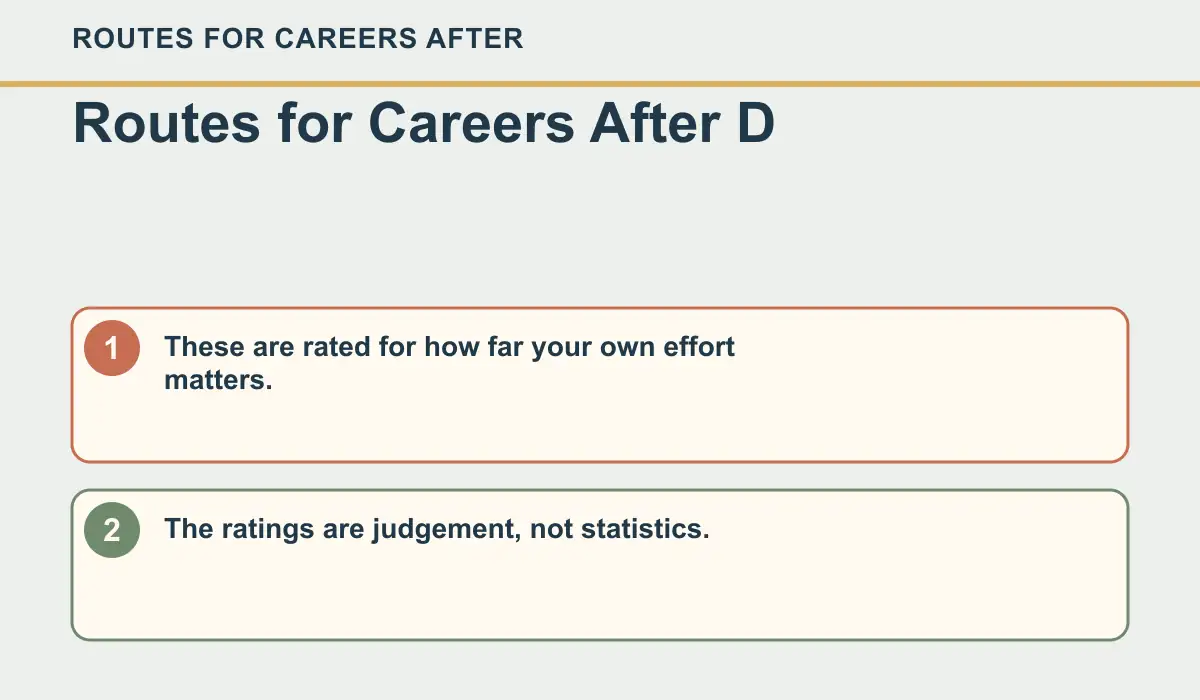 ROUTES FOR CAREERS AFTER
Routes for Careers After D
1
These are rated for how far your own effort
matters.
2
The ratings are judgement, not statistics.